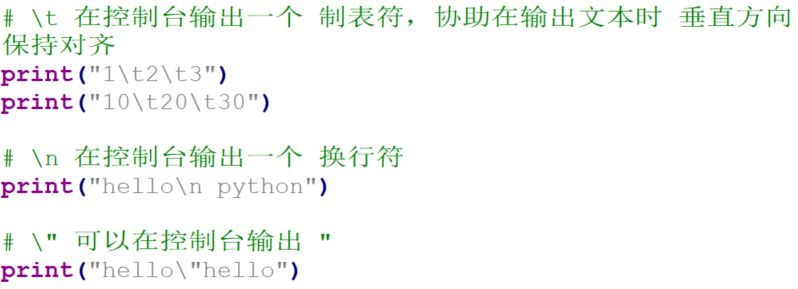 # \t 在控制台输出一个 制表符，协助在输出文本时 垂直方向
保持对齐
print("1\t2\t3")
print("10\t20\t30")
# \n 在控制台输出一个 换行符
print("hello\n python")
# \" 可以在控制台输出 "
print("hello\"hello")